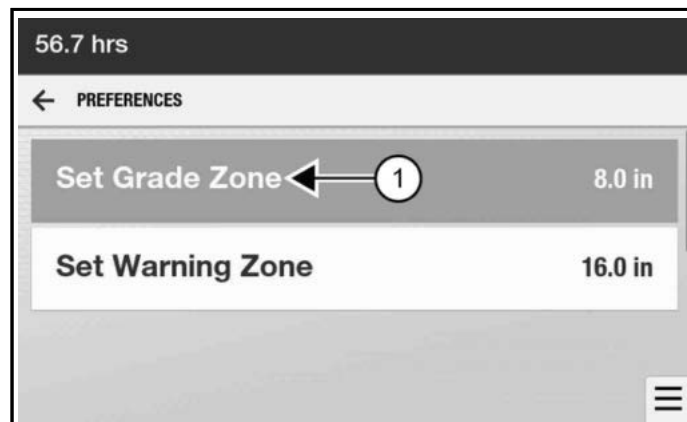 56.7 hrs
← PREFERENCES
Set Grade Zone 1 8.0 in
Set Warning Zone 16.0 in